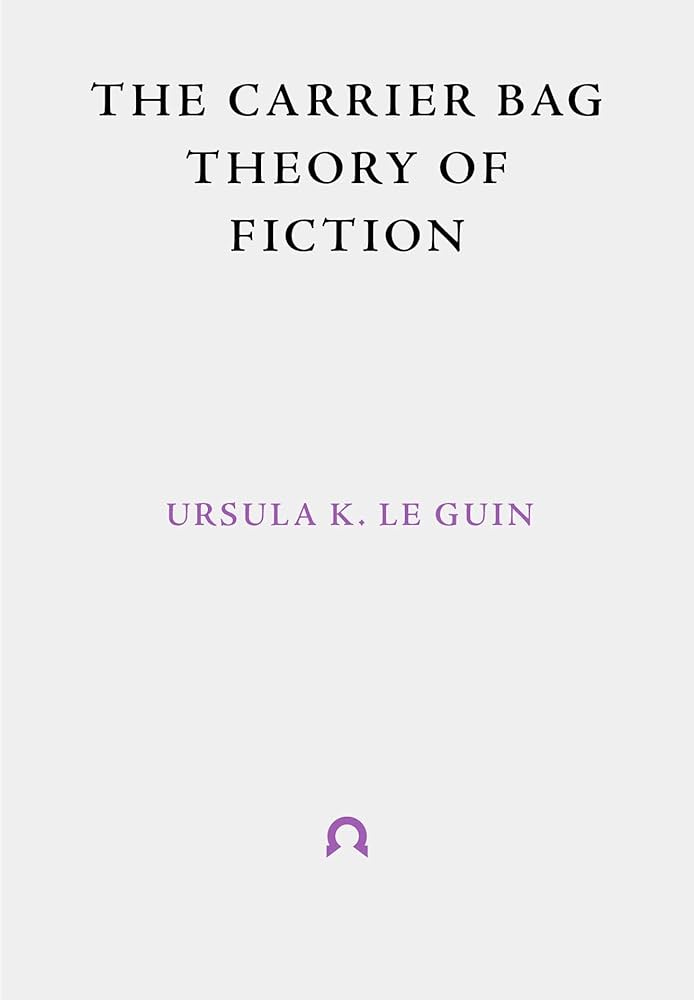 THE CARRIER BAG
THEORY OF
FICTION
URSULA K. LE GUIN